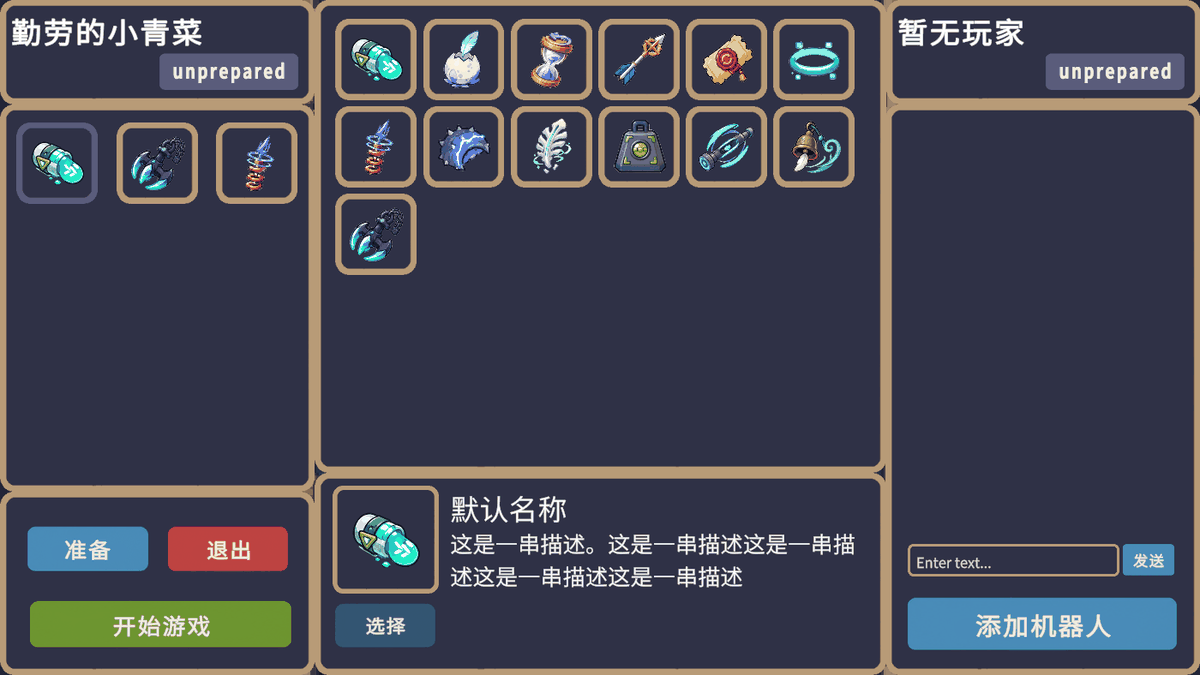 勤劳的小青菜
unprepared
准备
退出
开始游戏
默认名称
这是一串描述。这是一串描述这是一串描
述这是一串描述这是一串描述
选择
暂无玩家
unprepared
Enter text...
发送
添加机器人